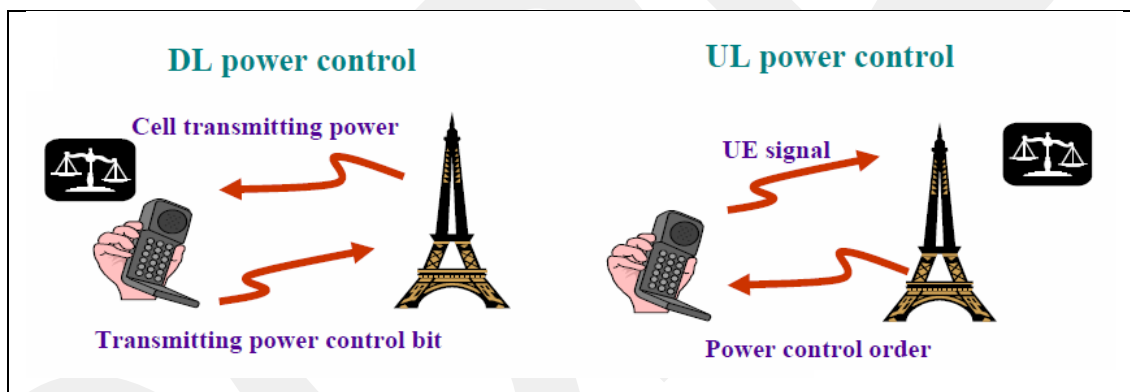 DL power control
UL power control
Cell transmitting power
UE signal
Transmitting power control bit
Power control order